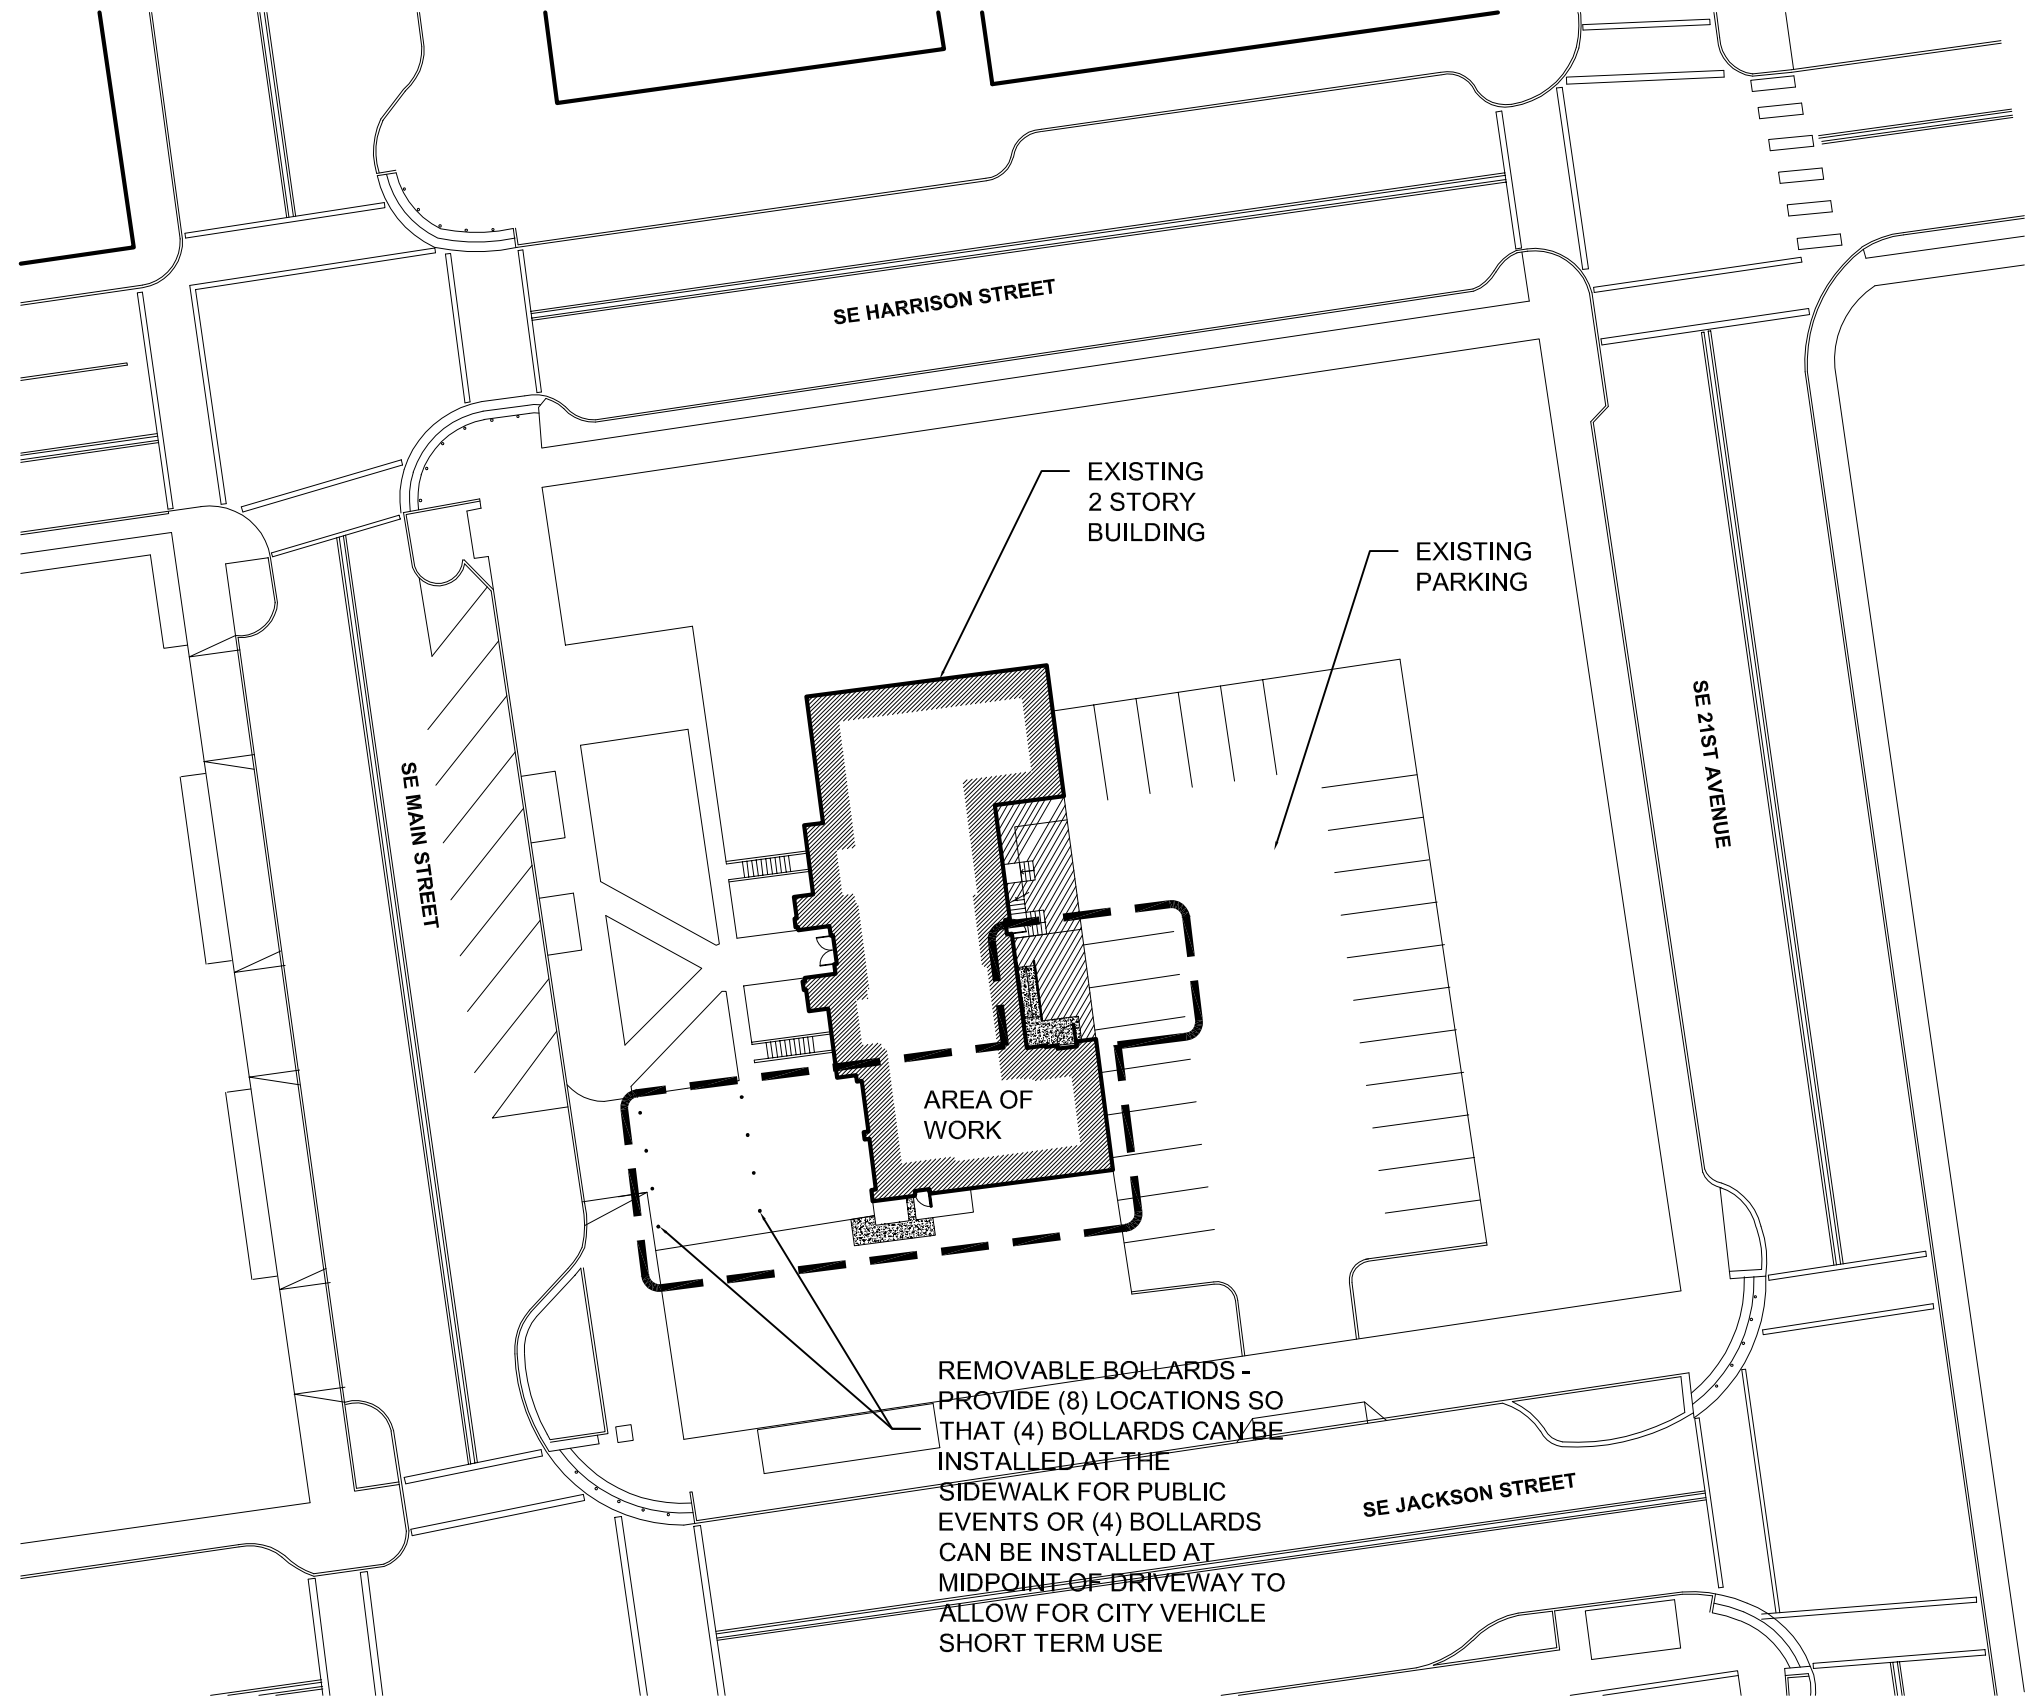 SE HARRISON STREET
EXISTING
2 STORY
BUILDING
EXISTING
PARKING
SE 21ST AVENUE
SE MAIN STREET
AREA OF
WORK
REMOVABLE BOLLARDS -
PROVIDE (8) LOCATIONS SO
THAT (4) BOLLARDS CAN BE
INSTALLED AT THE
SIDEWALK FOR PUBLIC
EVENTS OR (4) BOLLARDS
CAN BE INSTALLED AT
MIDPOINT OF DRIVEWAY TO
ALLOW FOR CITY VEHICLE
SHORT TERM USE
SE JACKSON STREET